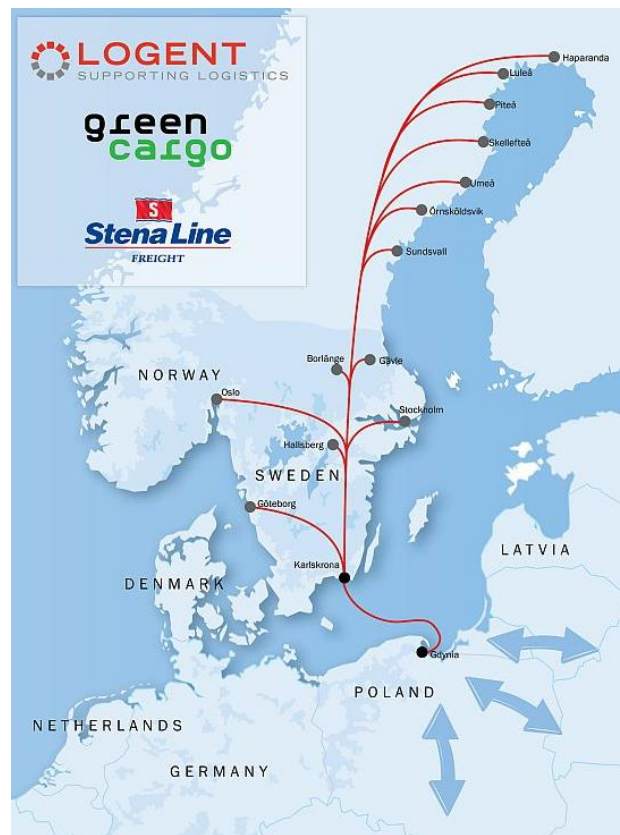 LOGENT
SUPPORTING LOGISTICS
green
cargo
S
Stena Line
FREIGHT
Haparanda
Luleå
Piteå
Skellefteå
Umeå
Örnsköldsvik
Sundsvall
Borlänge
Gävle
NORWAY
Oslo
Stockholm
Hallsberg
SWEDEN
Göteborg
LATVIA
Karlskrona
DENMARK
Gdynia
POLAND
NETHERLANDS
GERMANY